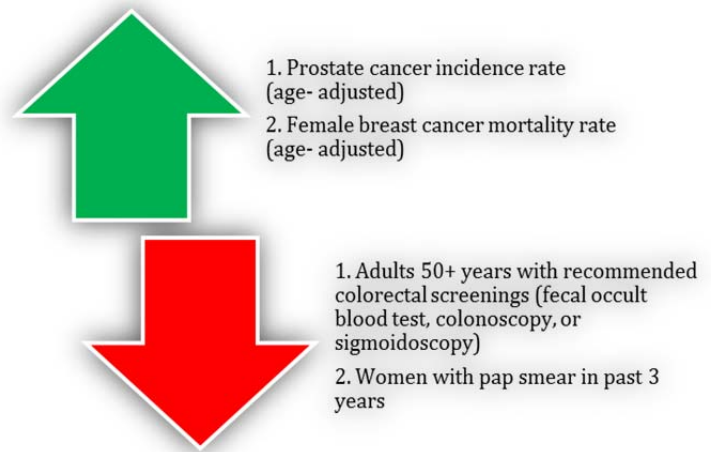 1. Prostate cancer incidence rate
(age- adjusted)
2. Female breast cancer mortality rate
(age- adjusted)
1. Adults 50+ years with recommended
colorectal screenings (fecal occult
blood test, colonoscopy, or
sigmoidoscopy)
2. Women with pap smear in past 3
years